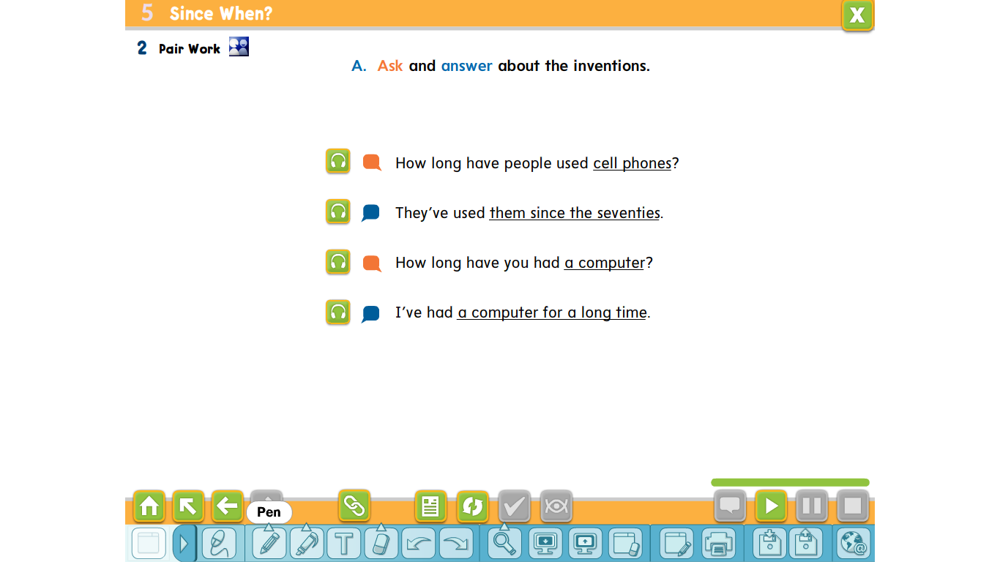 5 Since When?
X
2 Pair Work
A. Ask and answer about the inventions.
How long have people used cell phones?
They've used them since the seventies.
How long have you had a computer?
I've had a computer for a long time.
Pen
T
@